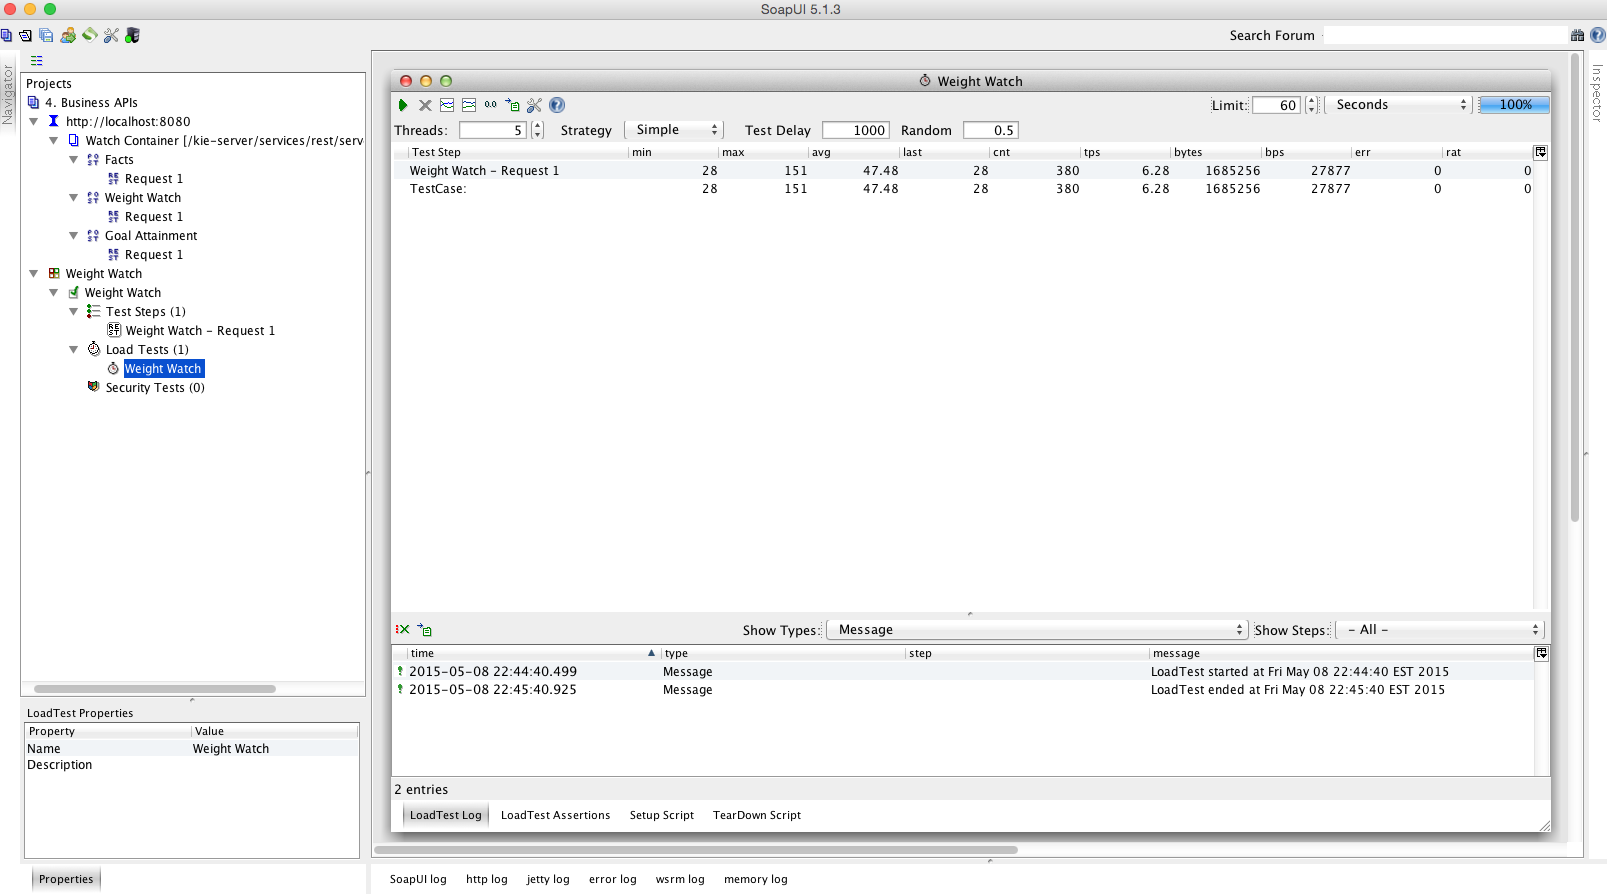 SoapUI 5.1.3
Search Forum
Navigator
Inspector
Projects
4. Business APIs
http://localhost:8080
Watch Container [/kie-server/services/rest/serv
Facts
Request 1
Weight Watch
Request 1
Goal Attainment
Request 1
Weight Watch
Weight Watch
Test Steps (1)
Weight Watch - Request 1
Load Tests (1)
Weight Watch
Security Tests (0)
LoadTest Properties
Property Value
Name Weight Watch
Description
Properties
Weight Watch
0.0
Limit: 60 Seconds 100%
Threads: 5 Strategy Simple Test Delay 1000 Random 0.5
Test Step min max avg last cnt tps bytes bps err rat
Weight Watch - Request 1 28 151 47.48 28 380 6.28 1685256 27877 0 0
TestCase: 28 151 47.48 28 380 6.28 1685256 27877 0 0
Show Types: Message Show Steps: - All -
time type step message
2015-05-08 22:44:40.499 Message LoadTest started at Fri May 08 22:44:40 EST 2015
2015-05-08 22:45:40.925 Message LoadTest ended at Fri May 08 22:45:40 EST 2015
2 entries
LoadTest Log LoadTest Assertions Setup Script TearDown Script
SoapUI log http log jetty log error log wsrm log memory log